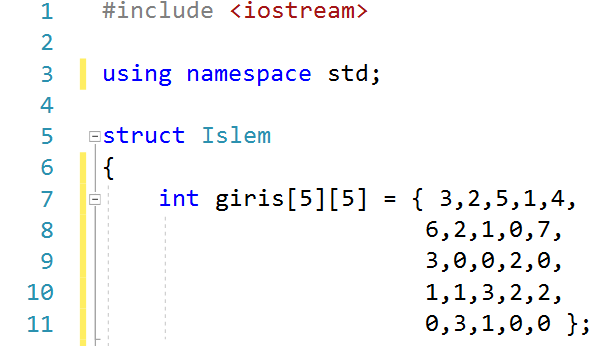 1 #include <iostream>
2
3 using namespace std;
4
5 struct Islem
6 {
7 int giris[5][5] = { 3,2,5,1,4,
8 6,2,1,0,7,
9 3,0,0,2,0,
10 1,1,3,2,2,
11 0,3,1,0,0 };